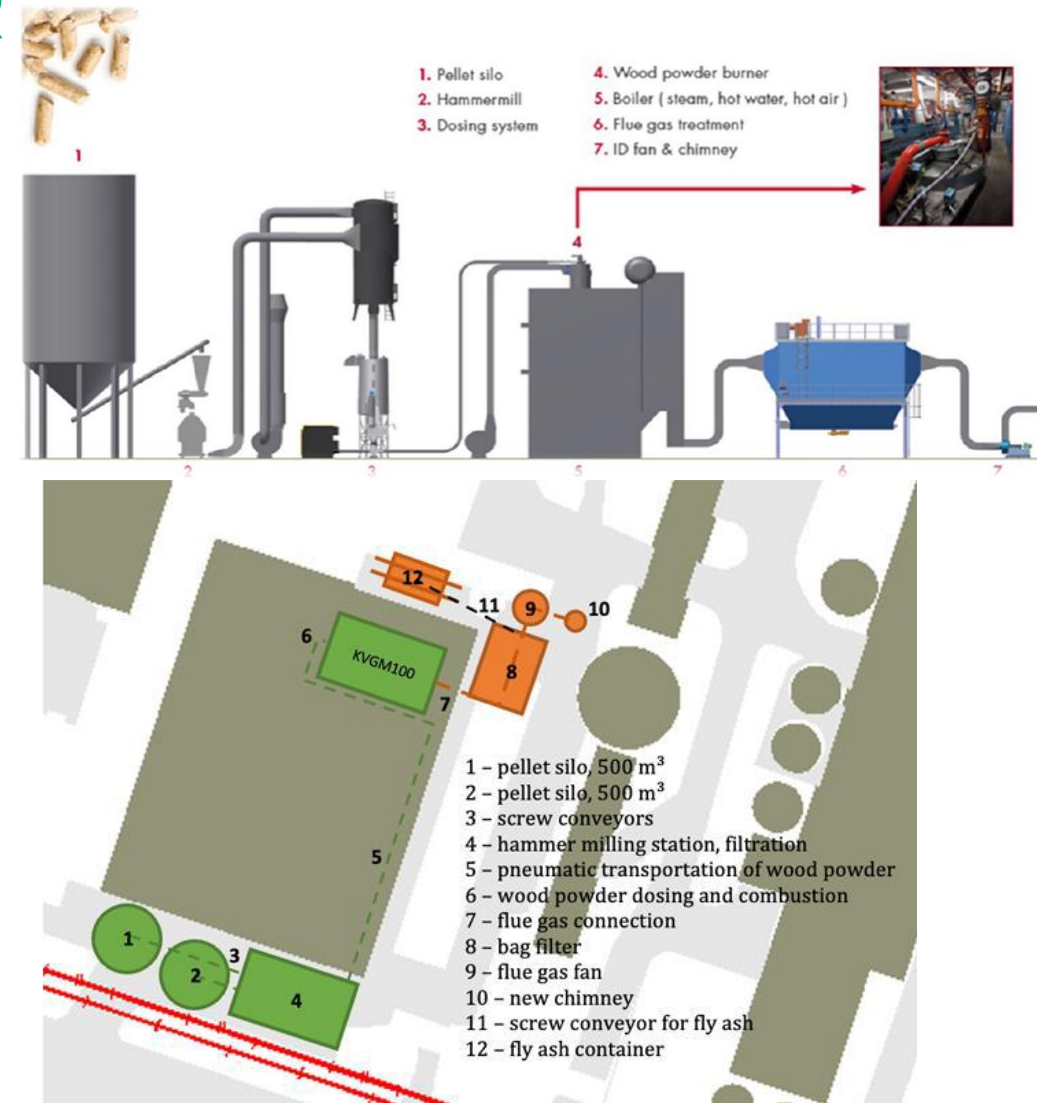 1. Pellet silo
2. Hammermill
3. Dosing system
4. Wood powder burner
5. Boiler ( steam, hot water, hot air )
6. Flue gas treatment
7. ID fan & chimney
1
4
2
3
5
6
7
12
11
9
10
6
KVGM100
8
7
1 – pellet silo, 500 m³
2 – pellet silo, 500 m³
3 – screw conveyors
4 – hammer milling station, filtration
5 – pneumatic transportation of wood powder
6 – wood powder dosing and combustion
7 – flue gas connection
8 – bag filter
9 – flue gas fan
10 – new chimney
11 – screw conveyor for fly ash
12 – fly ash container
5
1
2
3
4